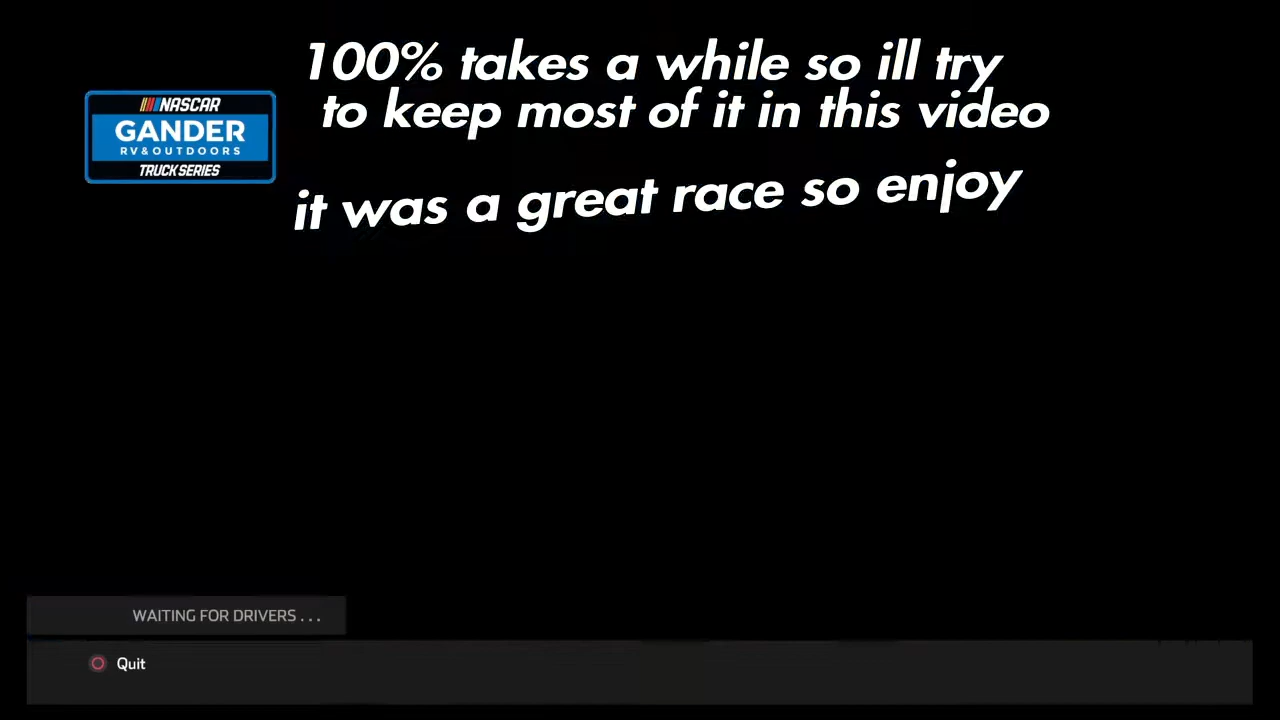 100% takes a while so ill try
to keep most of it in this video
NASCAR
GANDER
RV&OUTDOORS
TRUCK SERIES
it was a great race so enjoy
WAITING FOR DRIVERS . . .
Quit